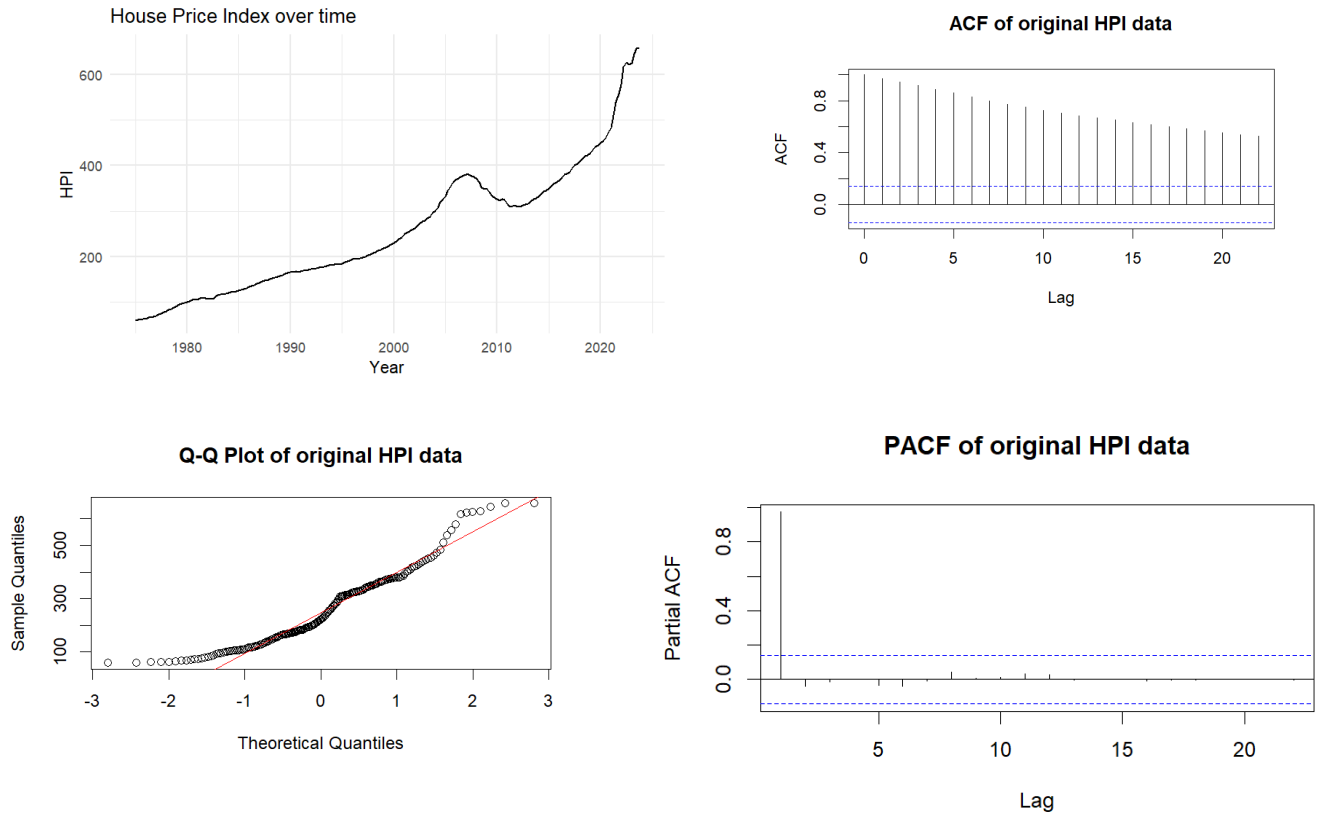 House Price Index over time
600
400
200
HPI
1980
1990
2000
2010
2020
Year
ACF of original HPI data
0.8
0.4
0.0
ACF
0
5
10
15
20
Lag
Q-Q Plot of original HPI data
500
300
100
Sample Quantiles
-3
-2
-1
0
1
2
3
Theoretical Quantiles
PACF of original HPI data
0.8
0.4
0.0
Partial ACF
5
10
15
20
Lag